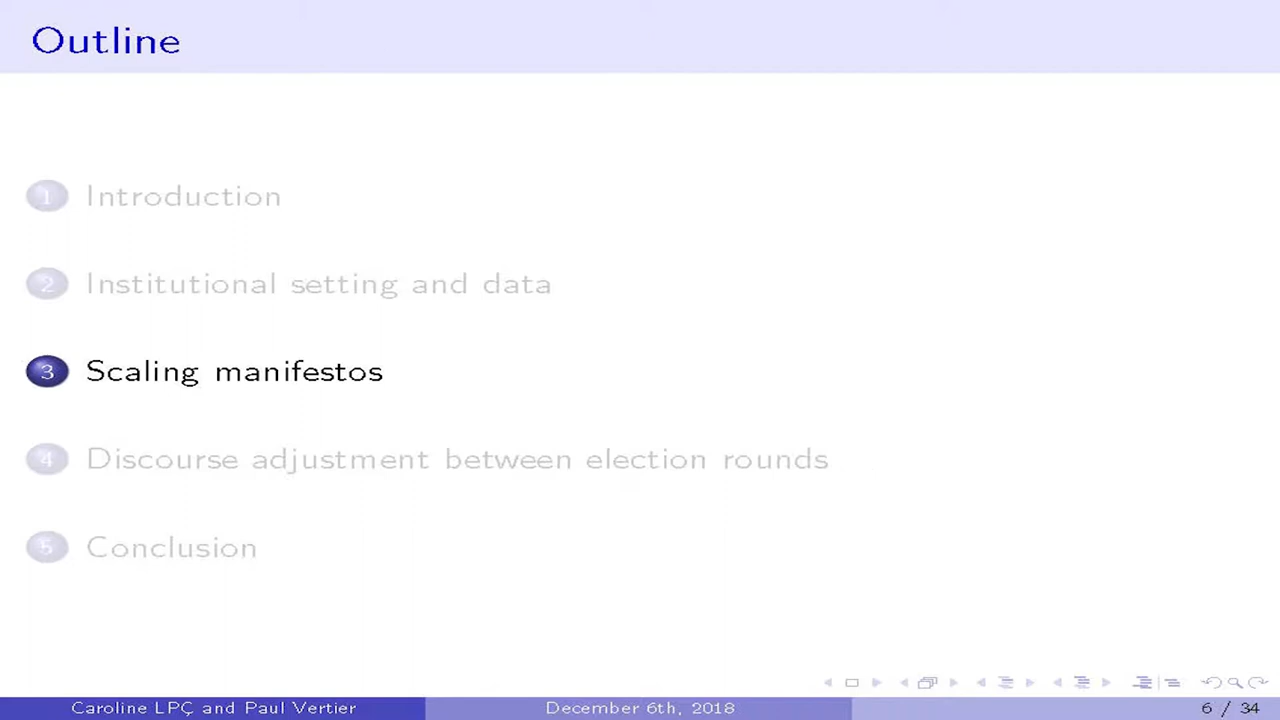 Outline
1 Introduction
2 Institutional setting and data
3 Scaling manifestos
4 Discourse adjustment between election rounds
5 Conclusion
Caroline LPÇ and Paul Vertier December 6th, 2018 6 / 34